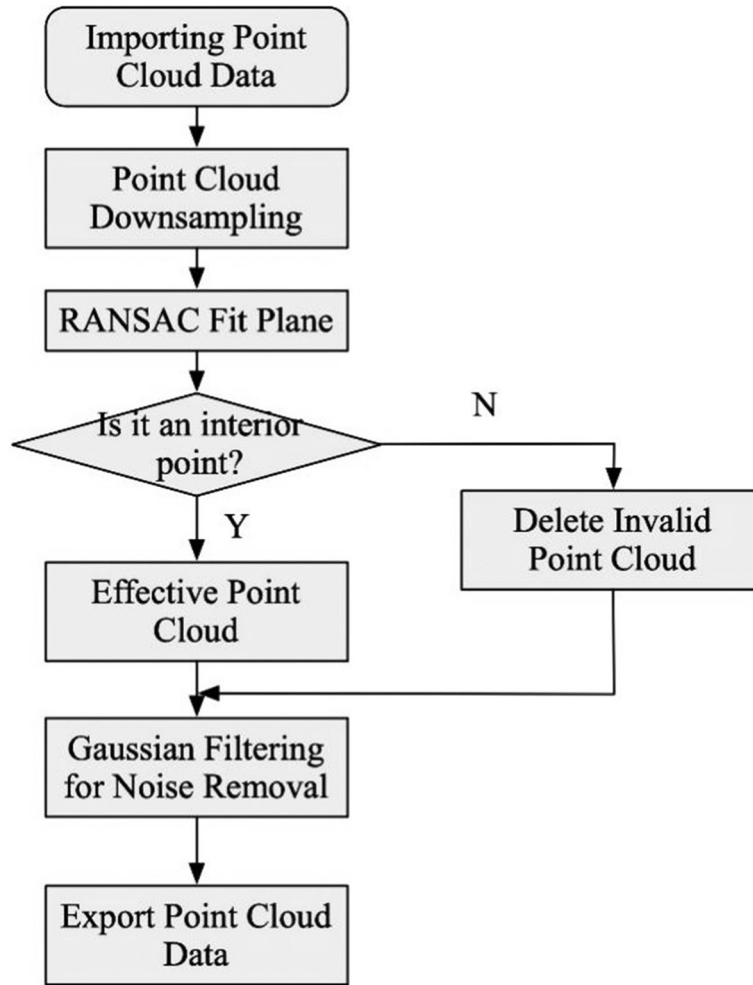 Importing Point
Cloud Data
Point Cloud
Downsampling
RANSAC Fit Plane
Is it an interior
point?
N
Y
Delete Invalid
Point Cloud
Effective Point
Cloud
Gaussian Filtering
for Noise Removal
Export Point Cloud
Data